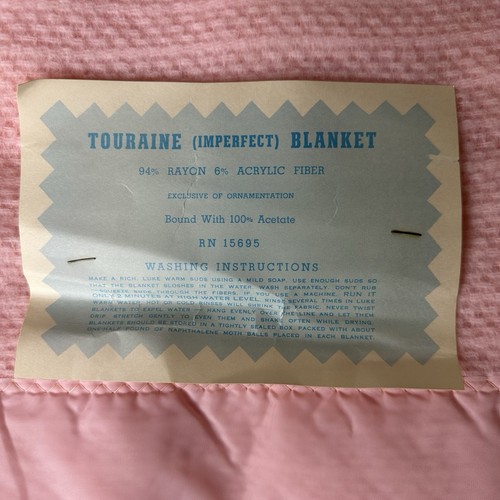 TOURAINE (IMPERFECT) BLANKET
94% RAYON 6% ACRYLIC FIBER
EXCLUSIVE OF ORNAMENTATION
Bound With 100% Acetate
RN 15695
WASHING INSTRUCTIONS
MAKE A RICH, LUKE WARM SUDS USING A MILD SOAP. USE ENOUGH SUDS SO
THAT THE BLANKET SLOSHES IN THE WATER. WASH SEPARATELY. DON'T RUB
THROUGH THE FIBERS. IF YOU USE A MACHINE, RUN IT
ONLY 2 MINUTES AT HIGH WATER LEVEL. RINSE SEVERAL TIMES IN LUKE
WARM WATER. HOT OR COLD RINSES WILL SHRINK THE FABRIC. NEVER TWIST
BLANKETS TO EXPEL WATER — HANG EVENLY OVER THE LINE AND LET THEM
DRIP. STRETCH GENTLY TO EVEN THEM AND SHAKE OFTEN WHILE DRYING.
BLANKETS SHOULD BE STORED IN A TIGHTLY SEALED BOX, PACKED WITH ABOUT
ONE-HALF POUND OF NAPHTHALENE MOTH BALLS PLACED IN EACH BLANKET.